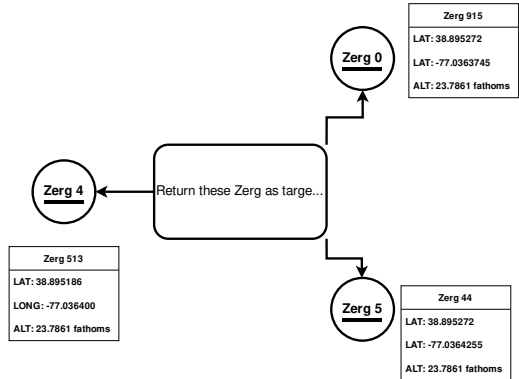 Zerg 915
LAT: 38.895272
LAT: -77.0363745
ALT: 23.7861 fathoms
Zerg 0
Return these Zerg as targe...
Zerg 4
Zerg 513
LAT: 38.895186
LONG: -77.036400
ALT: 23.7861 fathoms
Zerg 5
Zerg 44
LAT: 38.895272
LAT: -77.0364255
ALT: 23.7861 fathoms